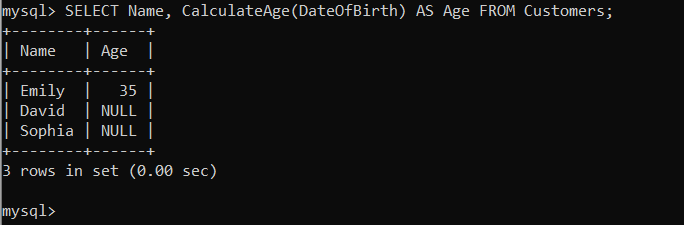 mysql> SELECT Name, CalculateAge(DateOfBirth) AS Age FROM Customers;
+--------+------+
| Name   | Age  |
+--------+------+
| Emily  |   35 |
| David  | NULL |
| Sophia | NULL |
+--------+------+
3 rows in set (0.00 sec)
mysql>